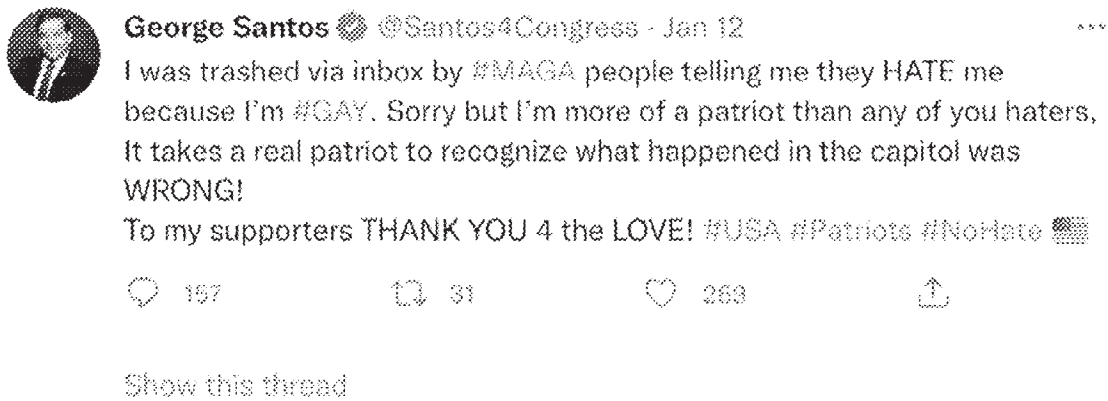 George Santos @Santos4Congress · Jan 12
I was trashed via inbox by #MAGA people telling me they HATE me
because I'm #GAY. Sorry but I'm more of a patriot than any of you haters,
It takes a real patriot to recognize what happened in the capitol was
WRONG!
To my supporters THANK YOU 4 the LOVE! #USA #Patriots #NoHate 🇺🇸
157 31 269
Show this thread